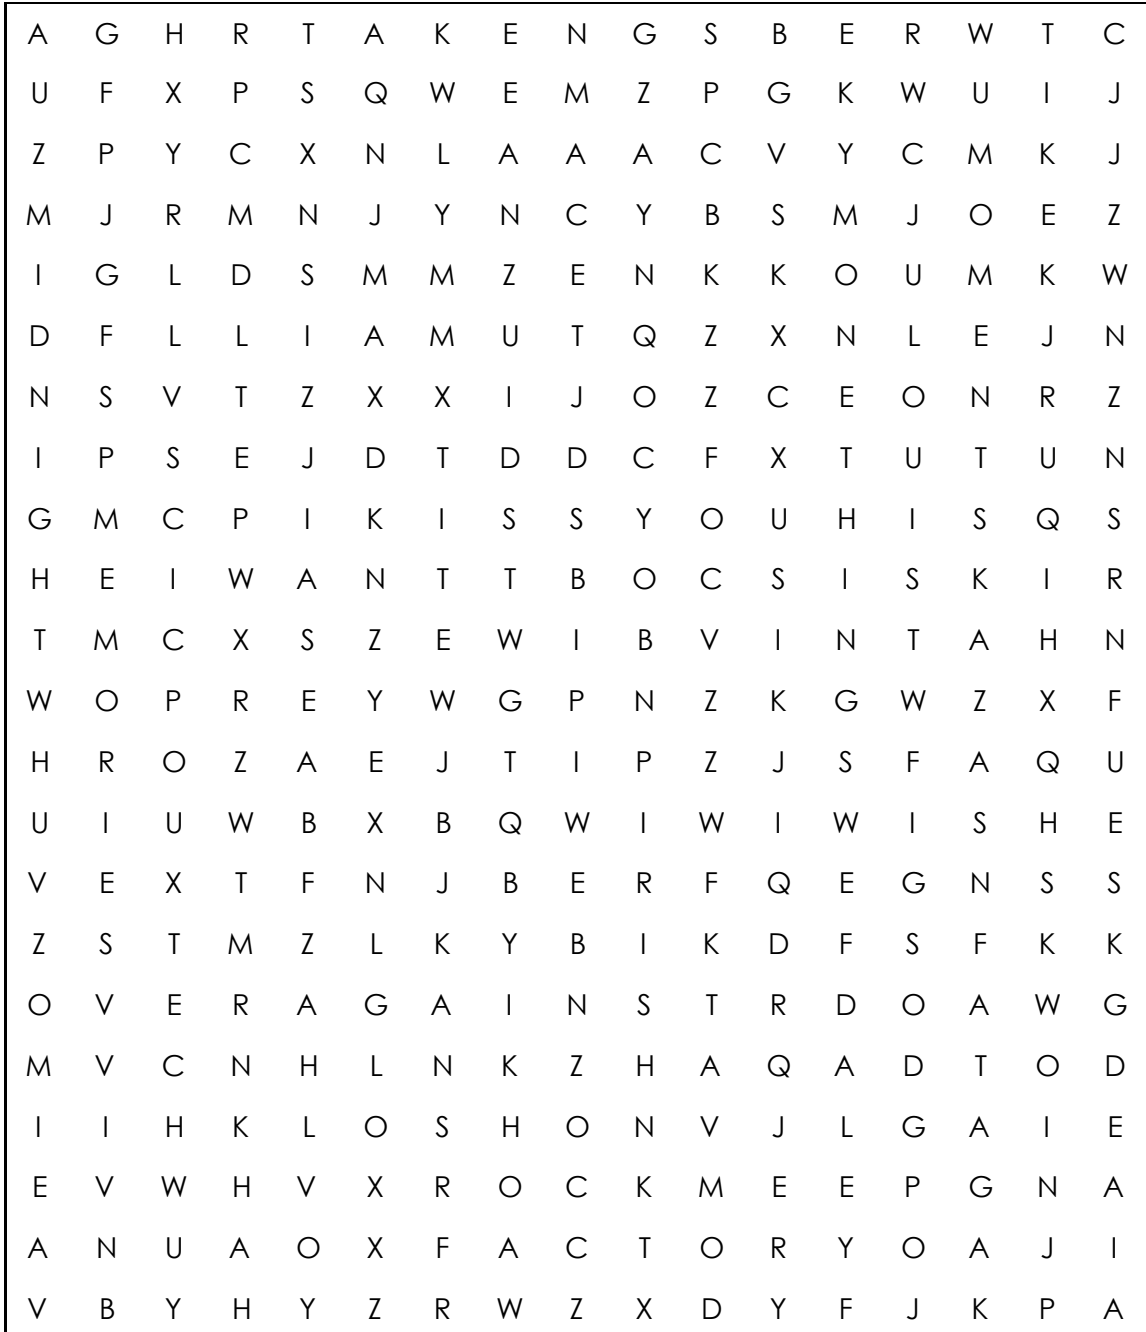 A G H R T A K E N G S B E R W T C
U F X P S Q W E M Z P G K W U I J
Z P Y C X N L A A A C V Y C M K J
M J R M N J Y N C Y B S M J O E Z
I G L D S M M Z E N K K O U M K W
D F L L I A M U T Q Z X N L E J N
N S V T Z X X I J O Z C E O N R Z
I P S E J D T D D C F X T U T U N
G M C P I K I S S Y O U H I S Q S
H E I W A N T T B O C S I S K I R
T M C X S Z E W I B V I N T A H N
W O P R E Y W G P N Z K G W Z X F
H R O Z A E J T I P Z J S F A Q U
U I U W B X B Q W I W I W I S H E
V E X T F N J B E R F Q E G N S S
Z S T M Z L K Y B I K D F S F K K
O V E R A G A I N S T R D O A W G
M V C N H L N K Z H A Q A D T O D
I I H K L O S H O N V J L G A I E
E V W H V X R O C K M E E P G N A
A N U A O X F A C T O R Y O A J I
V B Y H Y Z R W Z X D Y F J K P A